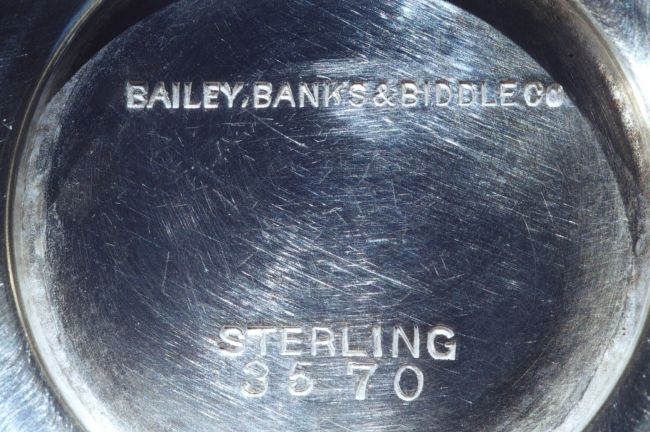 BAILEY, BANKS & BIDDLE CO
STERLING
3570